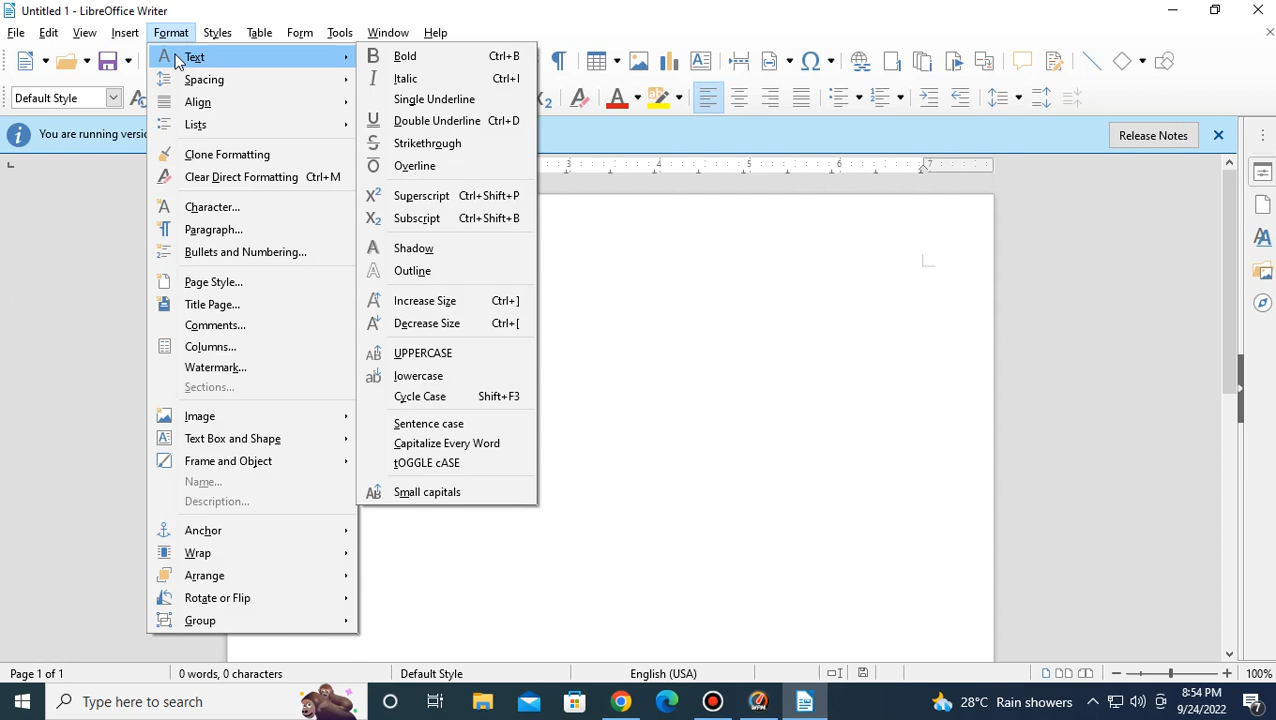 Untitled 1 - LibreOffice Writer
File Edit View Insert Format Styles Table Form Tools Window Help
Default Style
You are running versi
Release Notes
Text
Spacing
Align
Lists
Clone Formatting
Clear Direct Formatting Ctrl+M
Character...
Paragraph...
Bullets and Numbering...
Page Style...
Title Page...
Comments...
Columns...
Watermark...
Sections...
Image
Text Box and Shape
Frame and Object
Name...
Description...
Anchor
Wrap
Arrange
Rotate or Flip
Group
Bold Ctrl+B
Italic Ctrl+I
Single Underline
Double Underline Ctrl+D
Strikethrough
Overline
Superscript Ctrl+Shift+P
Subscript Ctrl+Shift+B
Shadow
Outline
Increase Size Ctrl+]
Decrease Size Ctrl+[
UPPERCASE
lowercase
Cycle Case Shift+F3
Sentence case
Capitalize Every Word
tOGGLE cASE
Small capitals
3 4 5 6 7
Page 1 of 1 0 words, 0 characters Default Style English (USA) 100%
Type here to search
28°C Rain showers
8:54 PM
9/24/2022
7